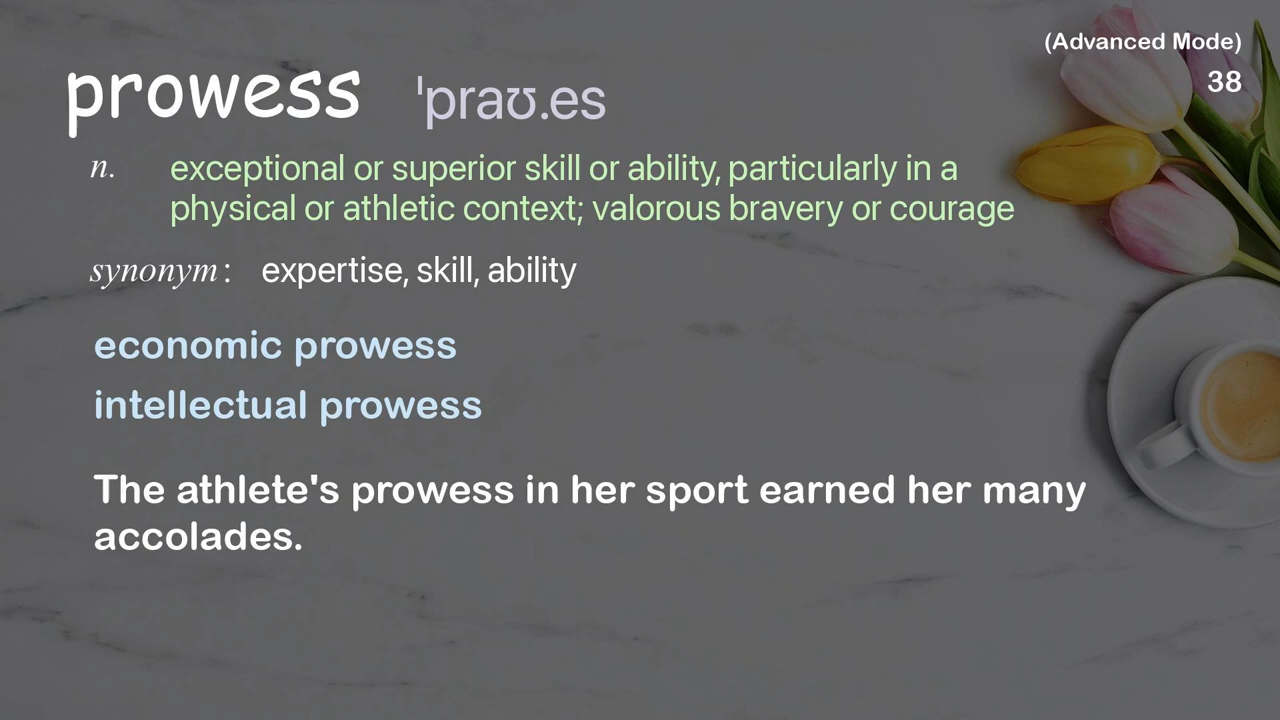 (Advanced Mode)
38
prowess ˈpraʊ.es
n. exceptional or superior skill or ability, particularly in a
physical or athletic context; valorous bravery or courage
synonym: expertise, skill, ability
economic prowess
intellectual prowess
The athlete's prowess in her sport earned her many
accolades.